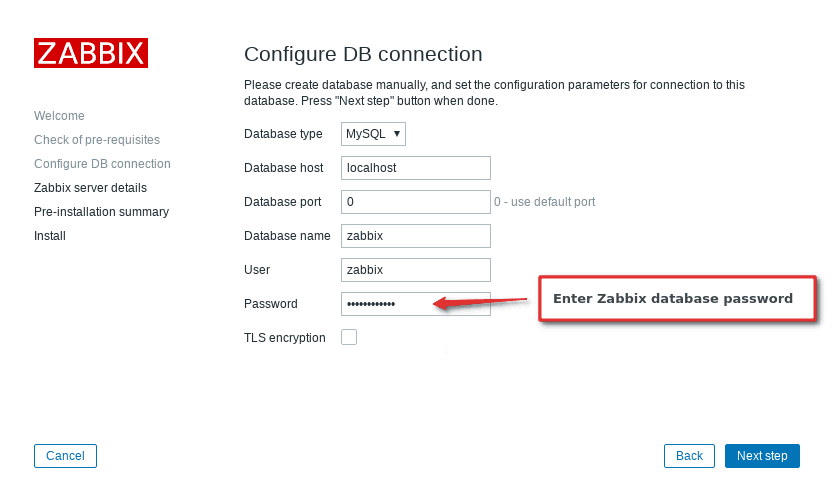 ZABBIX
Welcome
Check of pre-requisites
Configure DB connection
Zabbix server details
Pre-installation summary
Install
Configure DB connection
Please create database manually, and set the configuration parameters for connection to this
database. Press "Next step" button when done.
Database type MySQL ▼
Database host localhost
Database port 0 0 - use default port
Database name zabbix
User zabbix
Password ••••••••••••
Enter Zabbix database password
TLS encryption
Cancel
Back Next step